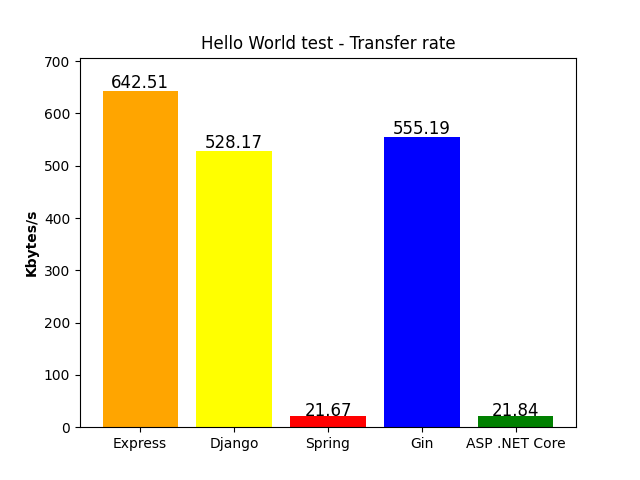 Hello World test - Transfer rate
Kbytes/s
700
600
500
400
300
200
100
0
642.51
528.17
21.67
555.19
21.84
Express
Django
Spring
Gin
ASP .NET Core